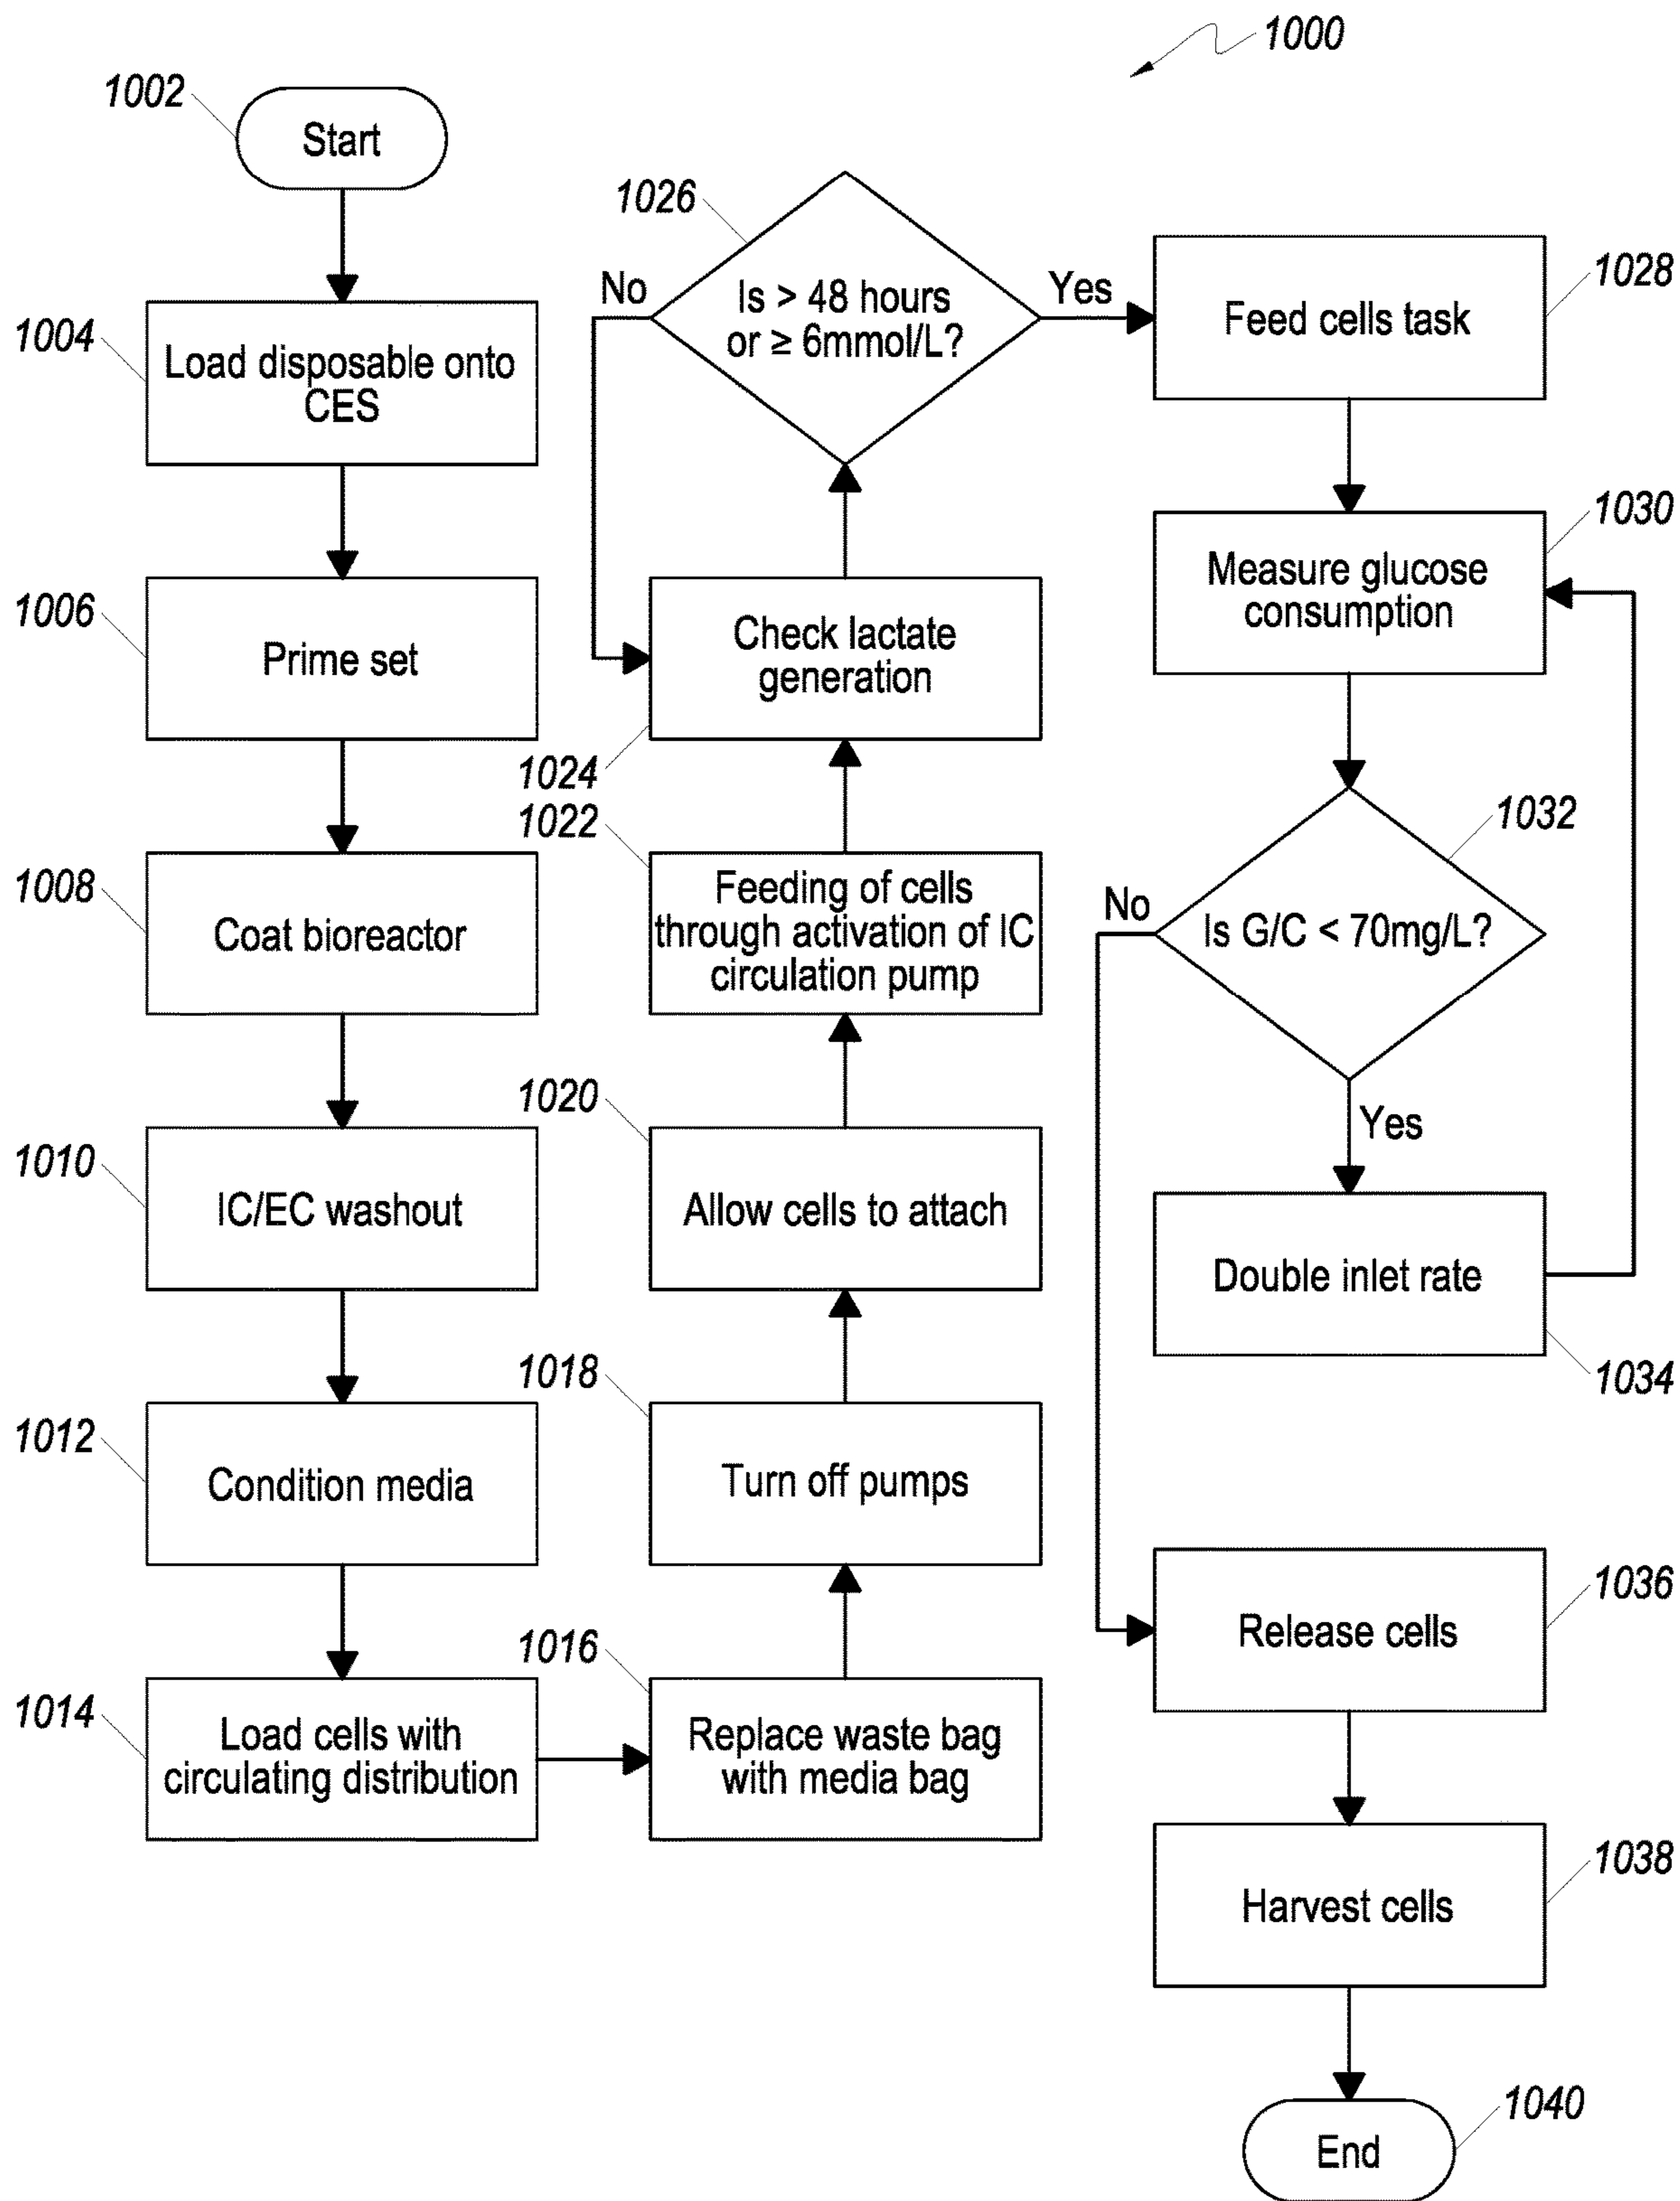 1000
1002
Start
1004
Load disposable onto
CES
1006
Prime set
1008
Coat bioreactor
1010
IC/EC washout
1012
Condition media
1014
Load cells with
circulating distribution
1016
Replace waste bag
with media bag
1018
Turn off pumps
1020
Allow cells to attach
1022
Feeding of cells
through activation of IC
circulation pump
1024
Check lactate
generation
1026
Is > 48 hours
or ≥ 6mmol/L?
No
Yes
1028
Feed cells task
1030
Measure glucose
consumption
1032
Is G/C < 70mg/L?
No
Yes
Double inlet rate
1034
1036
Release cells
1038
Harvest cells
1040
End